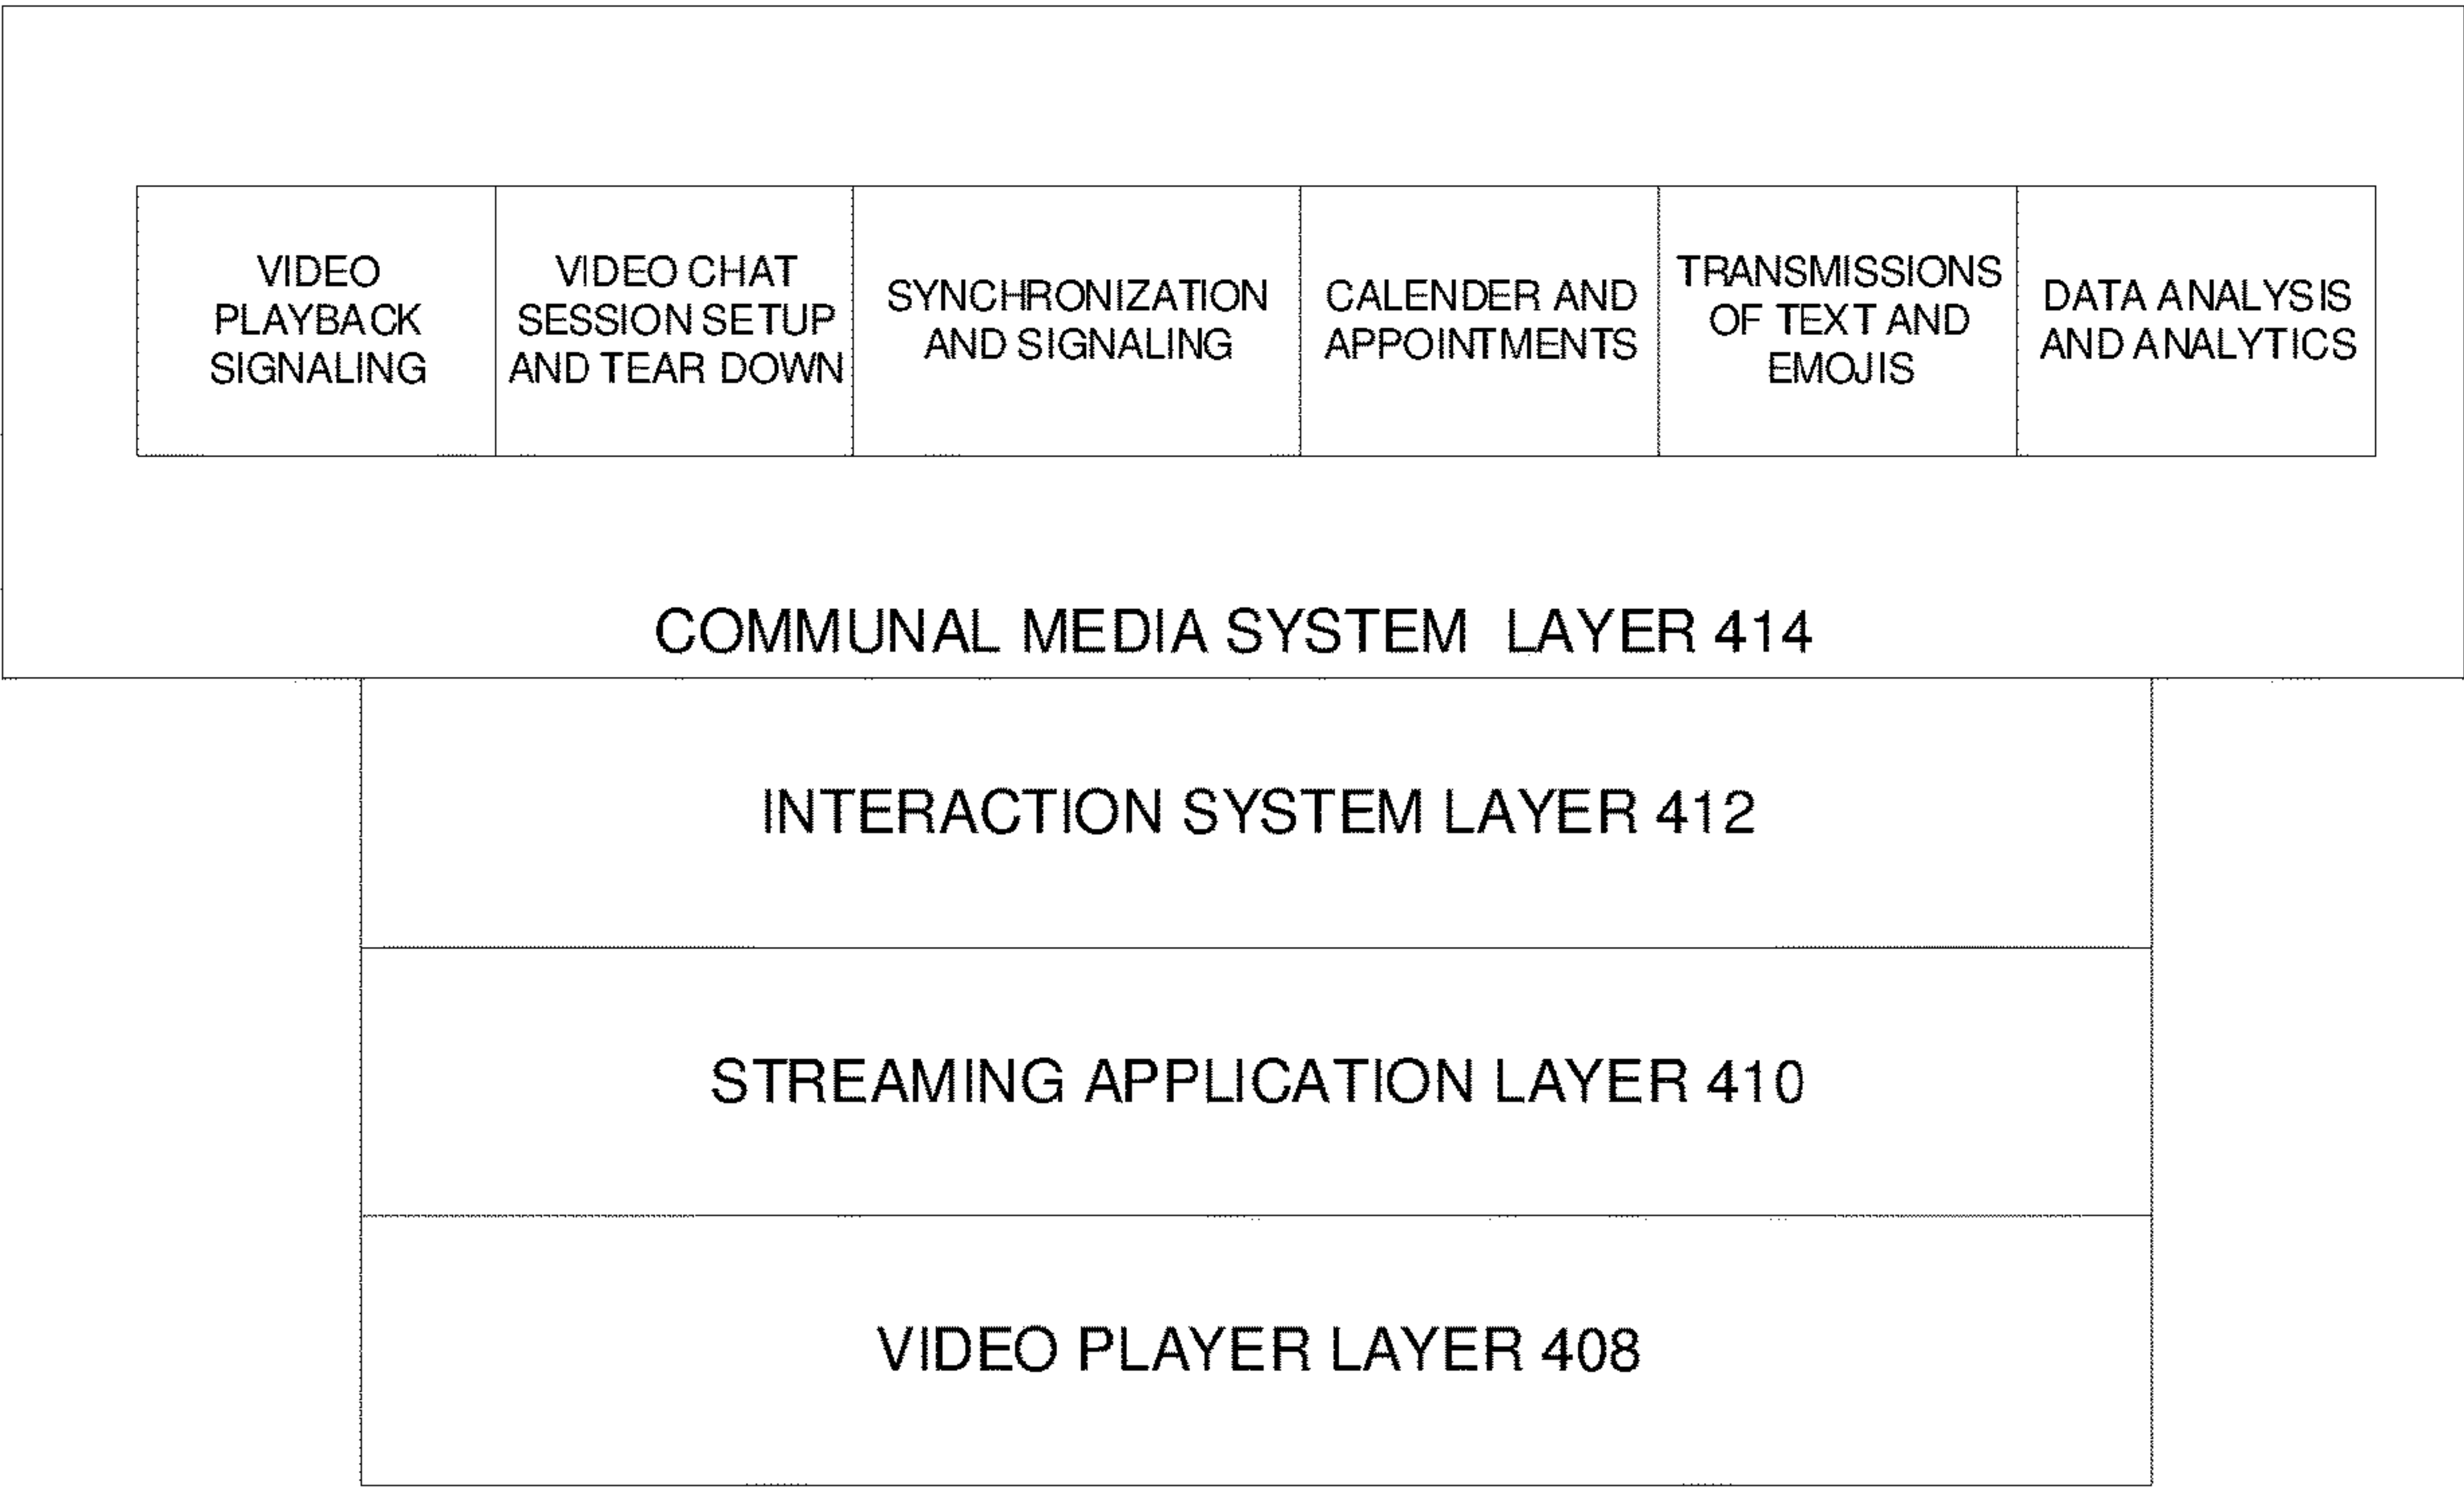 VIDEO
PLAYBACK
SIGNALING
VIDEO CHAT
SESSION SETUP
AND TEAR DOWN
SYNCHRONIZATION
AND SIGNALING
CALENDER AND
APPOINTMENTS
TRANSMISSIONS
OF TEXT AND
EMOJIS
DATA ANALYSIS
AND ANALYTICS
COMMUNAL MEDIA SYSTEM LAYER 414
INTERACTION SYSTEM LAYER 412
STREAMING APPLICATION LAYER 410
VIDEO PLAYER LAYER 408